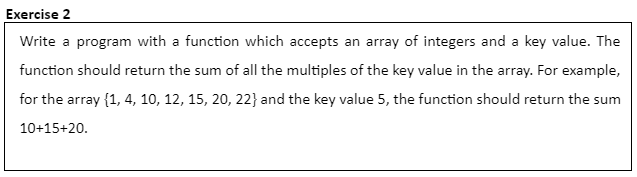 Exercise 2
Write a program with a function which accepts an array of integers and a key value. The
function should return the sum of all the multiples of the key value in the array. For example,
for the array {1, 4, 10, 12, 15, 20, 22} and the key value 5, the function should return the sum
10+15+20.